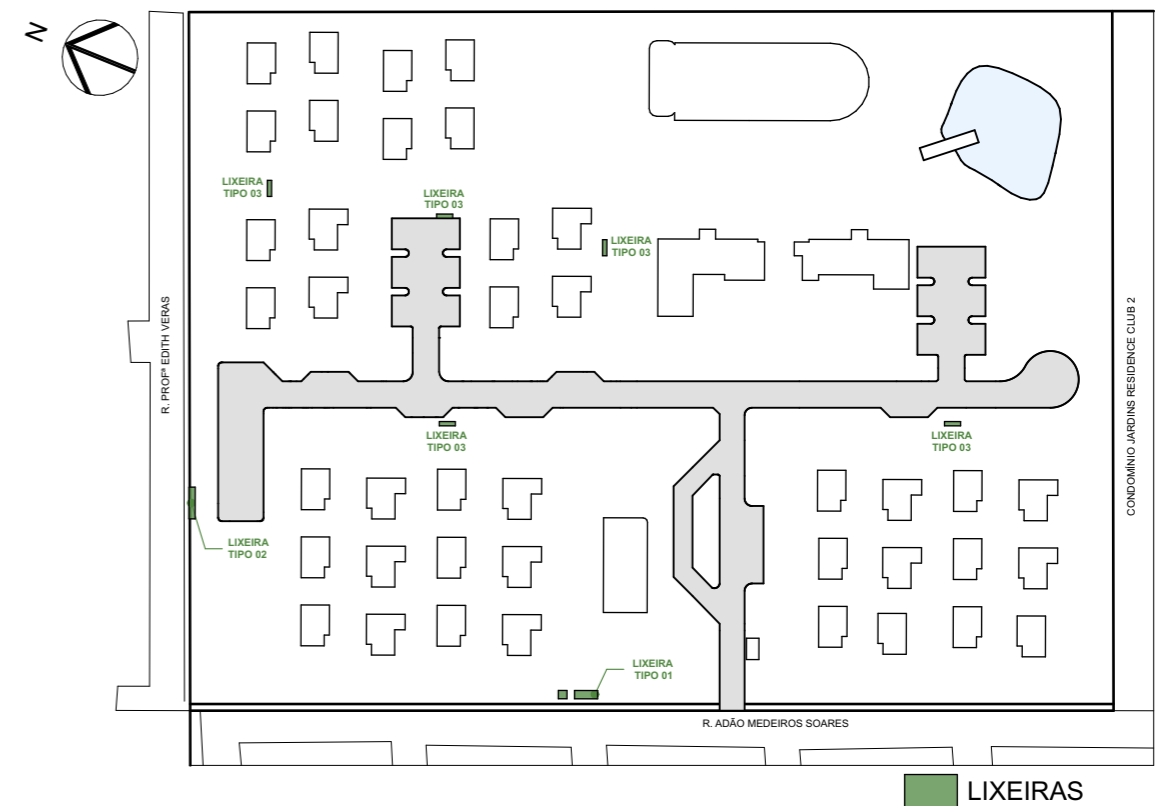 N
LIXEIRA
TIPO 03
LIXEIRA
TIPO 03
LIXEIRA
TIPO 03
R. PROFª EDITH VERAS
CONDOMÍNIO JARDINS RESIDENCE CLUB 2
LIXEIRA
TIPO 03
LIXEIRA
TIPO 03
LIXEIRA
TIPO 02
LIXEIRA
TIPO 01
R. ADÃO MEDEIROS SOARES
LIXEIRAS